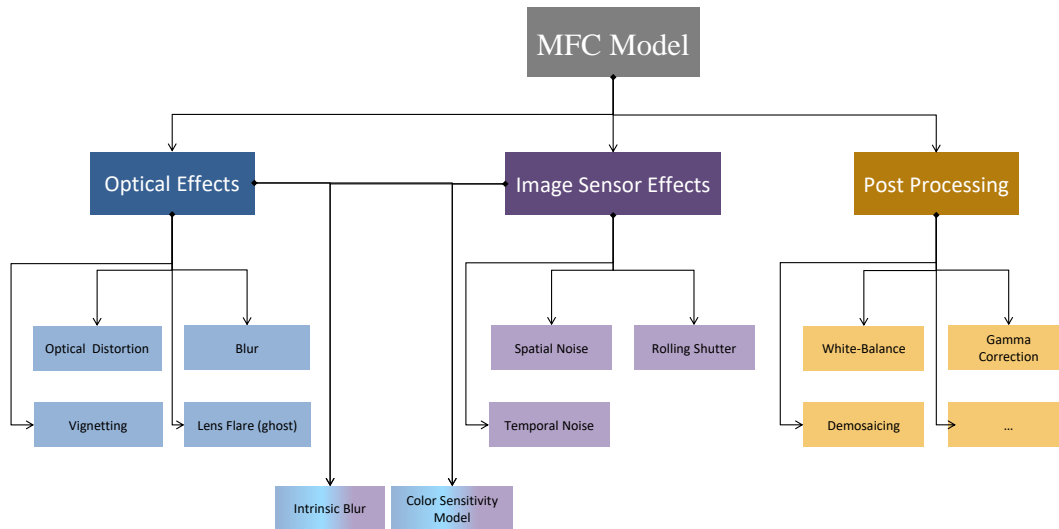 MFC Model
Optical Effects
Image Sensor Effects
Post Processing
Optical Distortion
Blur
Spatial Noise
Rolling Shutter
White-Balance
Gamma
Correction
Vignetting
Lens Flare (ghost)
Temporal Noise
Demosaicing
...
Intrinsic Blur
Color Sensitivity
Model